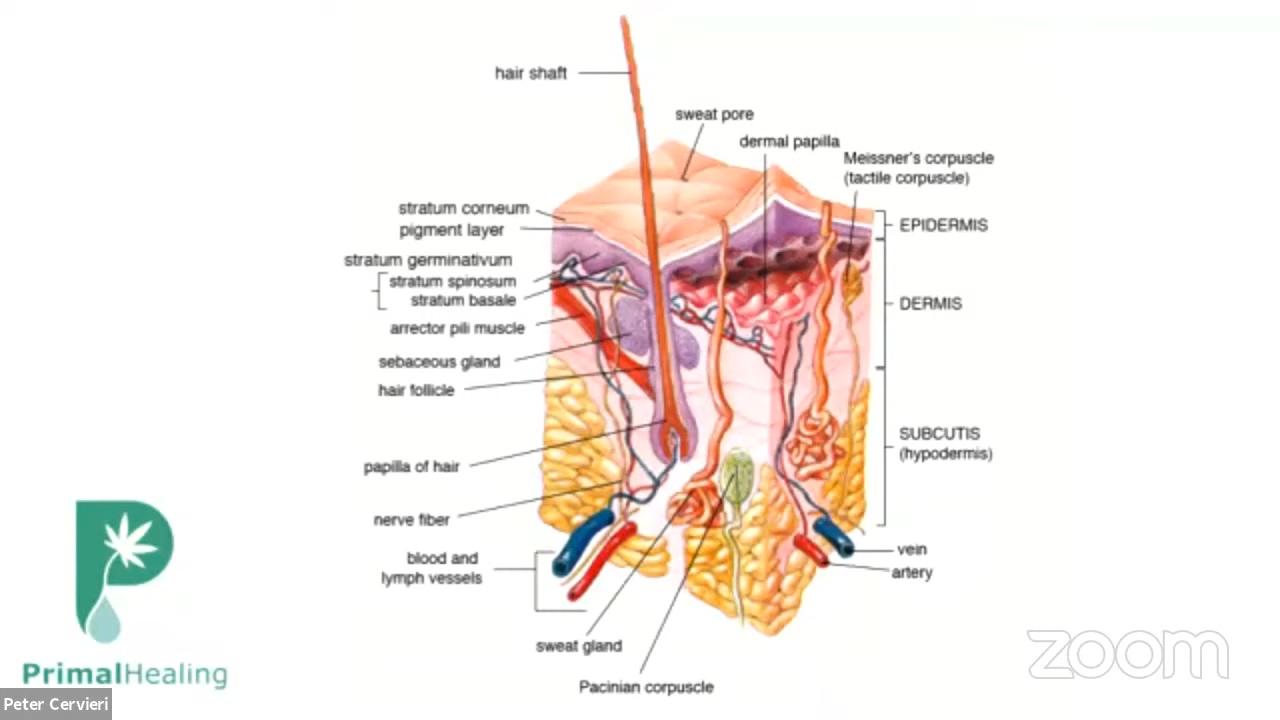 hair shaft
sweat pore
dermal papilla
Meissner's corpuscle
(tactile corpuscle)
stratum corneum
pigment layer
stratum germinativum
stratum spinosum
stratum basale
arrector pili muscle
sebaceous gland
hair follicle
papilla of hair
nerve fiber
blood and
lymph vessels
sweat gland
Pacinian corpuscle
EPIDERMIS
DERMIS
SUBCUTIS
(hypodermis)
vein
artery
PrimalHealing
Peter Cervieri
zoom